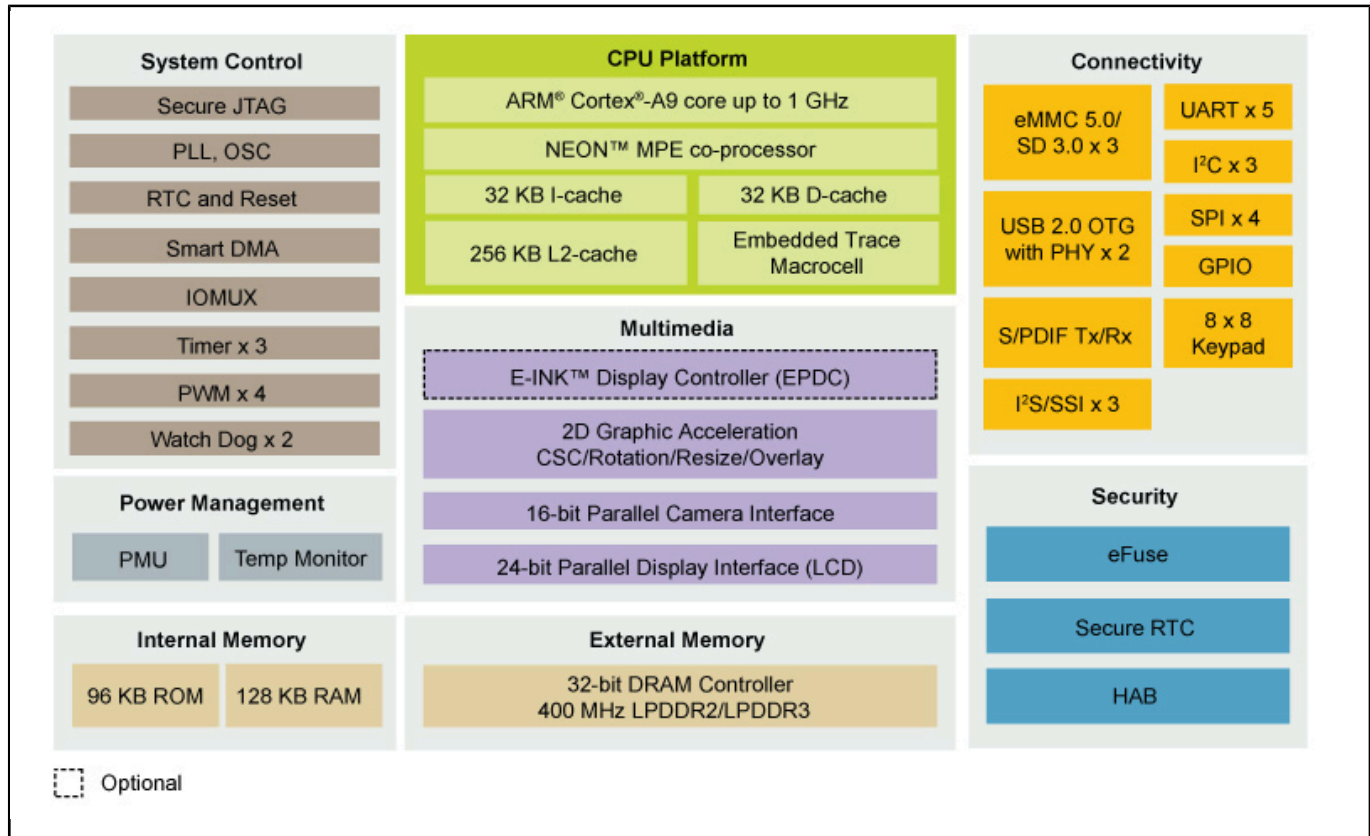 System Control
Secure JTAG
PLL, OSC
RTC and Reset
Smart DMA
IOMUX
Timer x 3
PWM x 4
Watch Dog x 2
Power Management
PMU
Temp Monitor
Internal Memory
96 KB ROM
128 KB RAM
CPU Platform
ARM® Cortex®-A9 core up to 1 GHz
NEON™ MPE co-processor
32 KB I-cache
32 KB D-cache
256 KB L2-cache
Embedded Trace
Macrocell
Multimedia
E-INK™ Display Controller (EPDC)
2D Graphic Acceleration
CSC/Rotation/Resize/Overlay
16-bit Parallel Camera Interface
24-bit Parallel Display Interface (LCD)
External Memory
32-bit DRAM Controller
400 MHz LPDDR2/LPDDR3
Connectivity
eMMC 5.0/
SD 3.0 x 3
USB 2.0 OTG
with PHY x 2
S/PDIF Tx/Rx
I²S/SSI x 3
UART x 5
I²C x 3
SPI x 4
GPIO
8 x 8
Keypad
Security
eFuse
Secure RTC
HAB
Optional